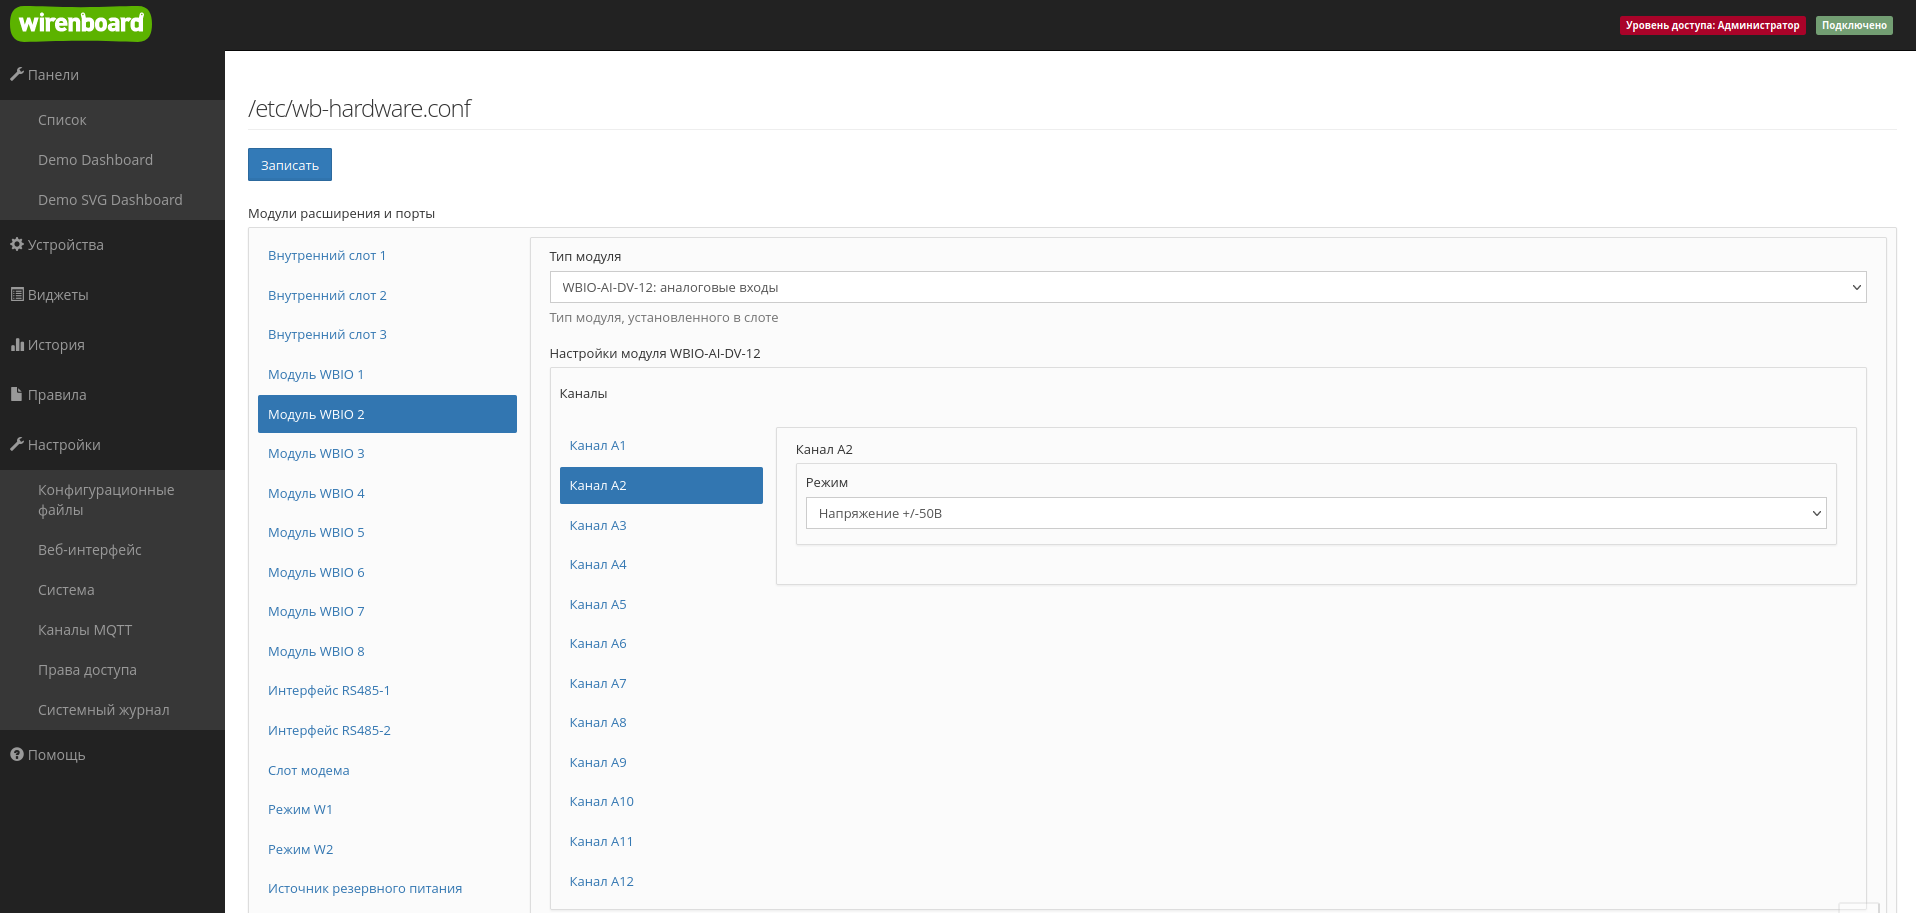 wirenboard
Уровень доступа: Администратор
Подключено
Панели
Список
Demo Dashboard
Demo SVG Dashboard
Устройства
Виджеты
История
Правила
Настройки
Конфигурационные
файлы
Веб-интерфейс
Система
Каналы MQTT
Права доступа
Системный журнал
Помощь
/etc/wb-hardware.conf
Записать
Модули расширения и порты
Внутренний слот 1
Внутренний слот 2
Внутренний слот 3
Модуль WBIO 1
Модуль WBIO 2
Модуль WBIO 3
Модуль WBIO 4
Модуль WBIO 5
Модуль WBIO 6
Модуль WBIO 7
Модуль WBIO 8
Интерфейс RS485-1
Интерфейс RS485-2
Слот модема
Режим W1
Режим W2
Источник резервного питания
Тип модуля
WBIO-AI-DV-12: аналоговые входы
Тип модуля, установленного в слоте
Настройки модуля WBIO-AI-DV-12
Каналы
Канал A1
Канал A2
Канал A3
Канал A4
Канал A5
Канал A6
Канал A7
Канал A8
Канал A9
Канал A10
Канал A11
Канал A12
Канал A2
Режим
Напряжение +/-50В